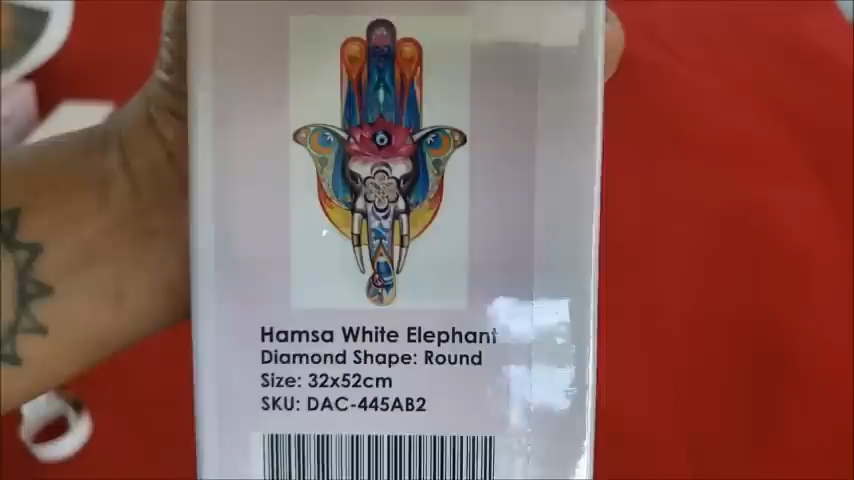 Hamsa White Elephant
Diamond Shape: Round
Size: 32x52cm
SKU: DAC-445AB2